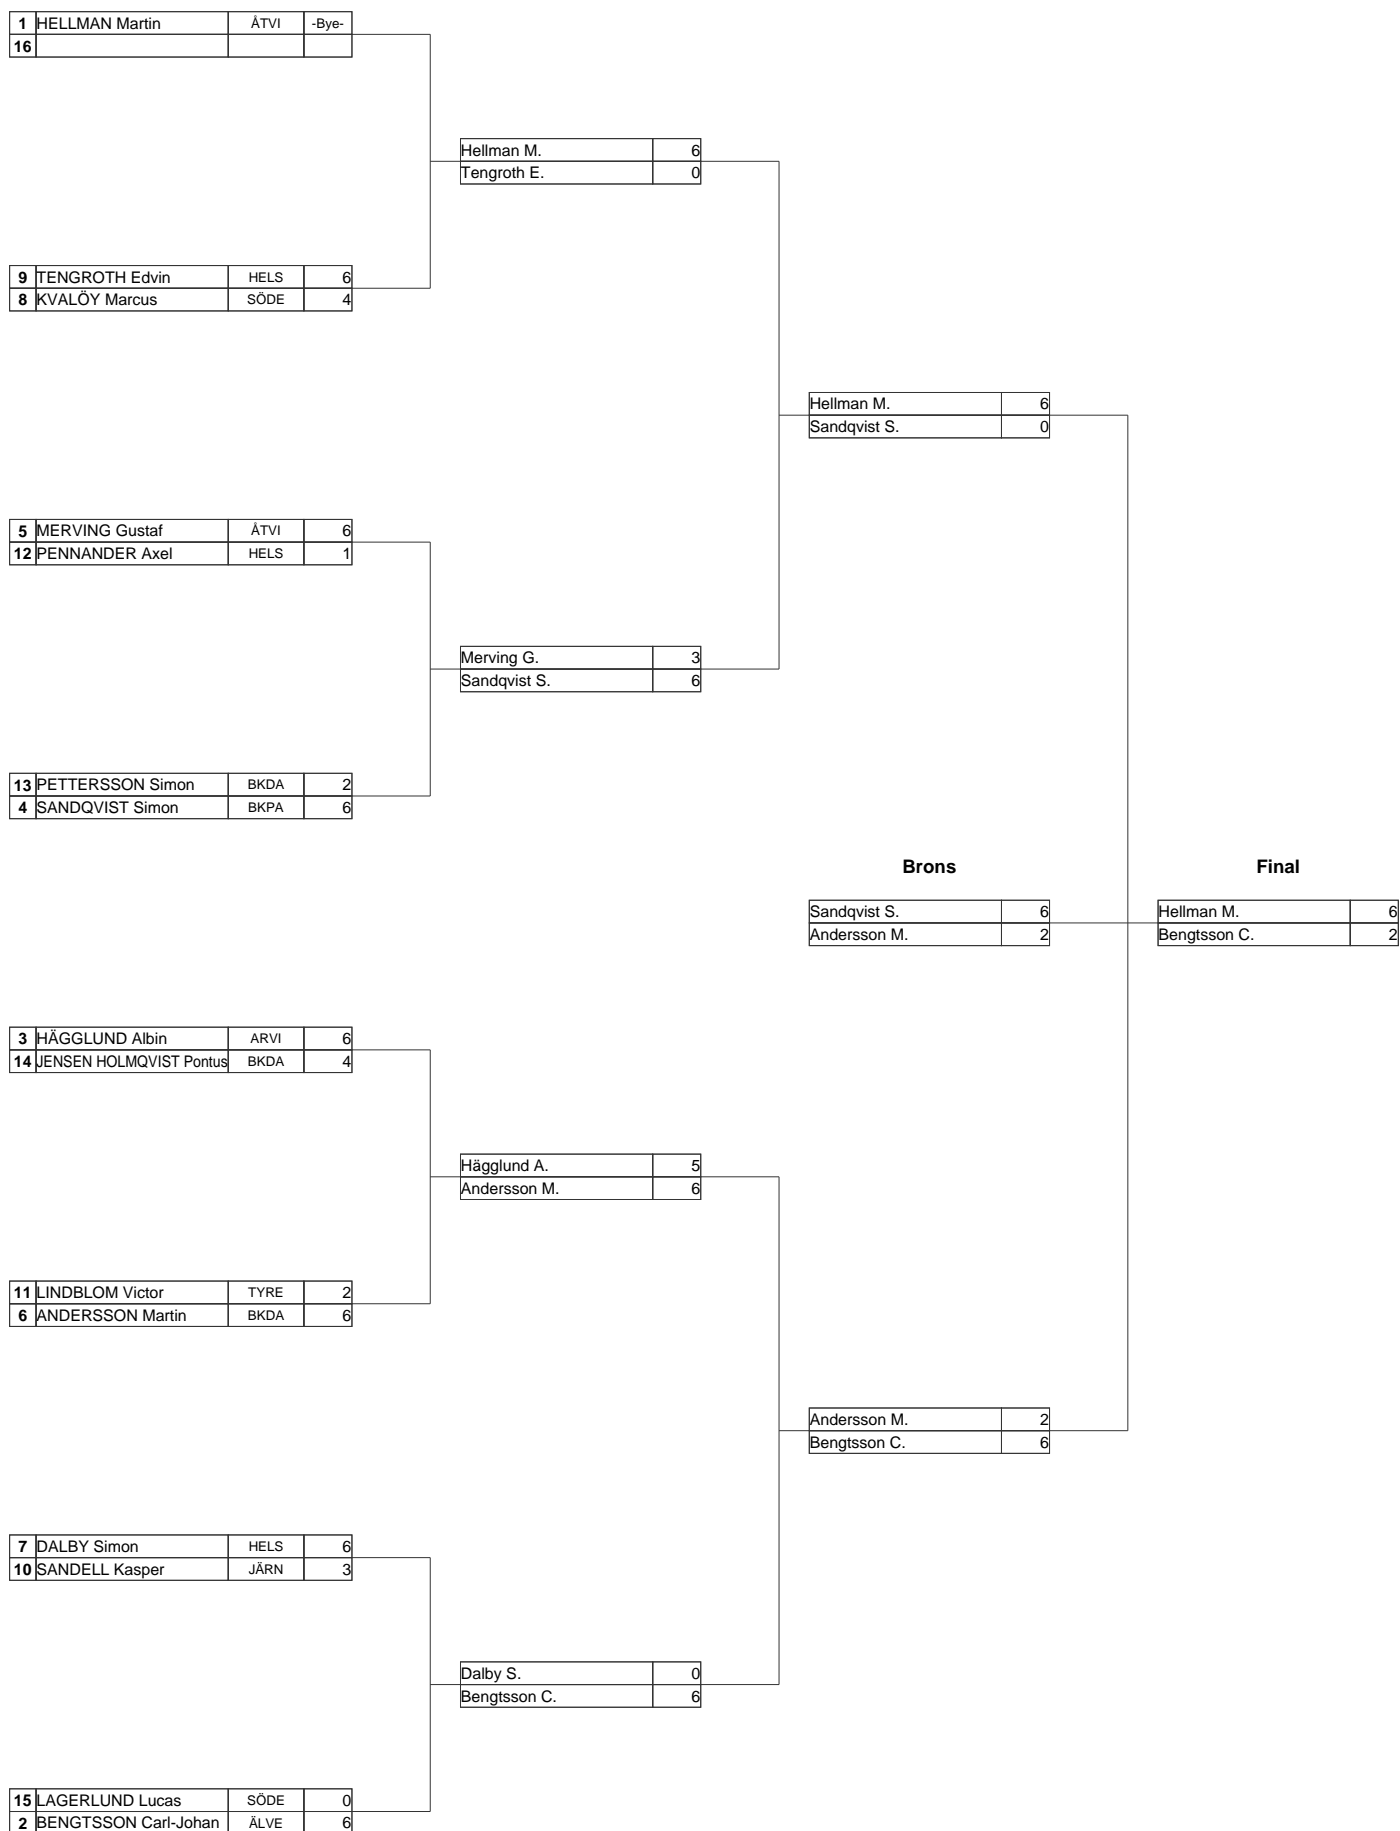 1 HELLMAN Martin ÅTVI -Bye-
16
Hellman M. 6
Tengroth E. 0
9 TENGROTH Edvin HELS 6
8 KVALÖY Marcus SÖDE 4
Hellman M. 6
Sandqvist S. 0
5 MERVING Gustaf ÅTVI 6
12 PENNANDER Axel HELS 1
Merving G. 3
Sandqvist S. 6
13 PETTERSSON Simon BKDA 2
4 SANDQVIST Simon BKPA 6
Brons Final
Sandqvist S. 6 Hellman M. 6
Andersson M. 2 Bengtsson C. 2
3 HÄGGLUND Albin ARVI 6
14 JENSEN HOLMQVIST Pontus BKDA 4
Hägglund A. 5
Andersson M. 6
11 LINDBLOM Victor TYRE 2
6 ANDERSSON Martin BKDA 6
Andersson M. 2
Bengtsson C. 6
7 DALBY Simon HELS 6
10 SANDELL Kasper JÄRN 3
Dalby S. 0
Bengtsson C. 6
15 LAGERLUND Lucas SÖDE 0
2 BENGTSSON Carl-Johan ÄLVE 6